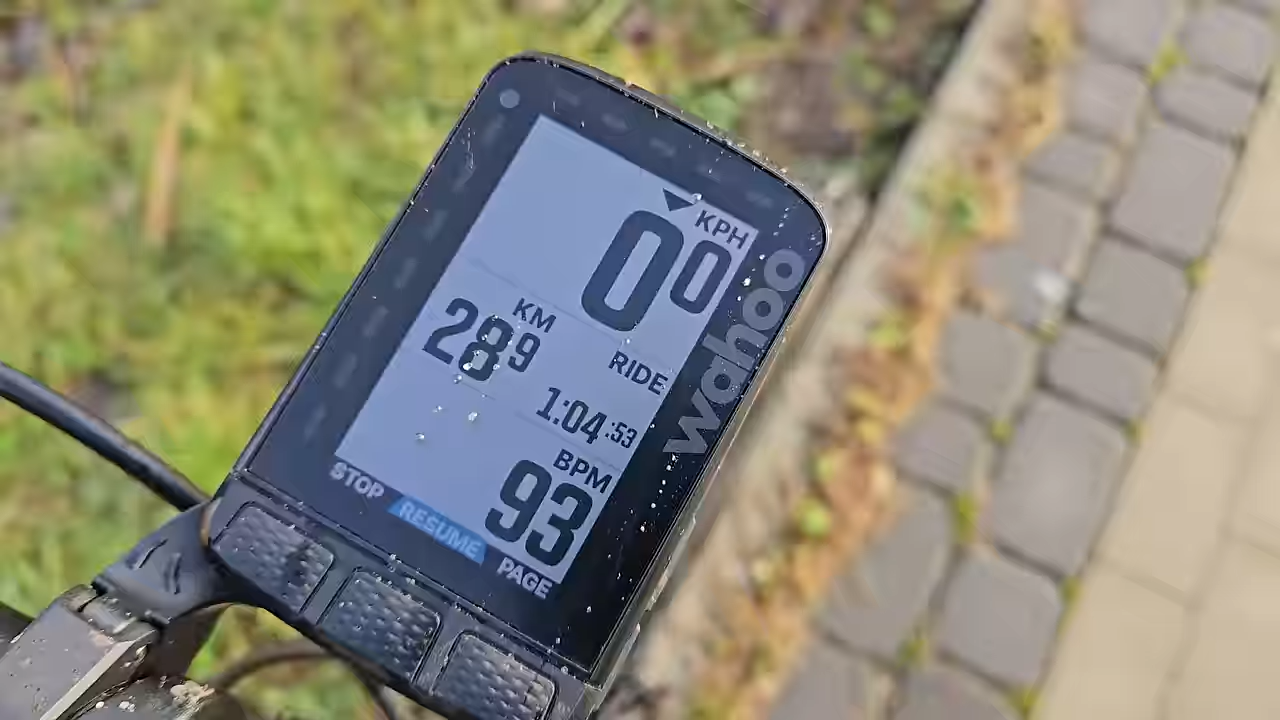 KPH
0 0
KM
28 9
RIDE
1:04:53
BPM
93
STOP RESUME PAGE
wahoo